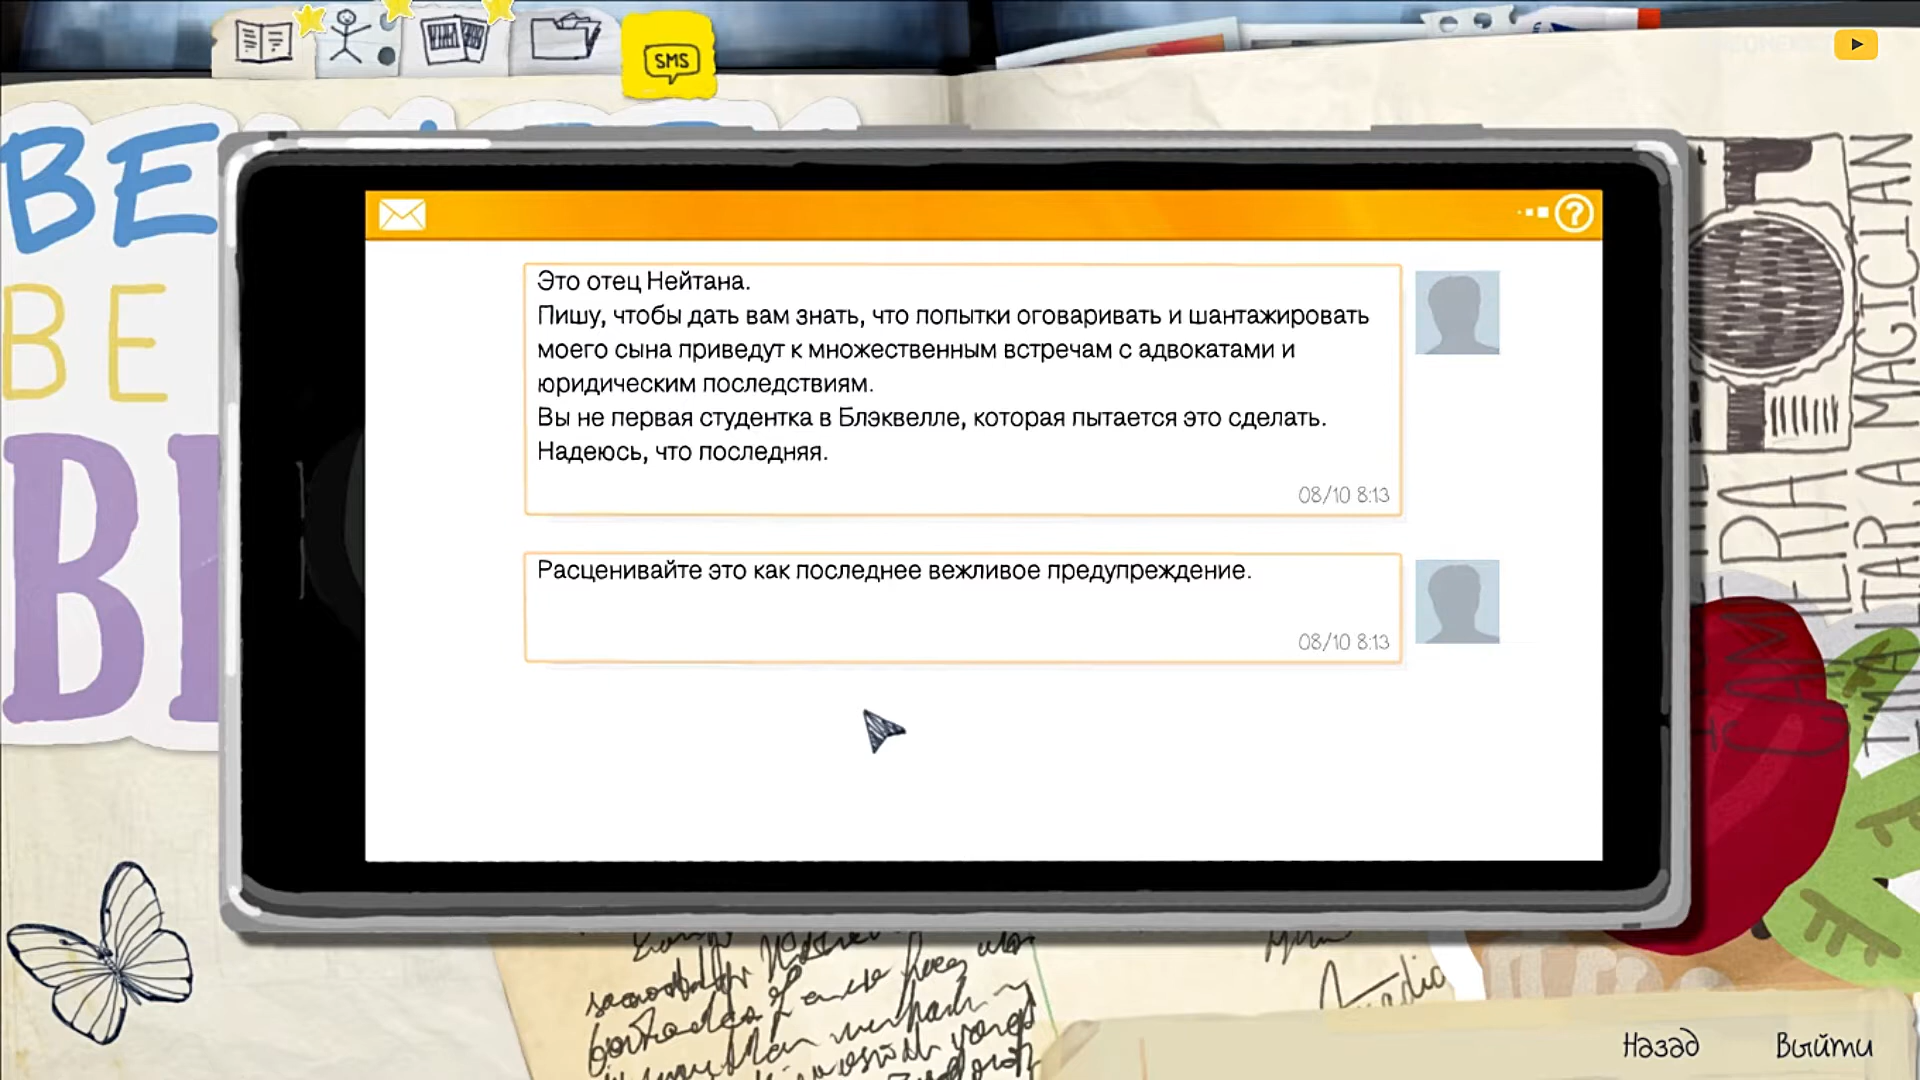 SMS
BE
BE
Это отец Нейтана.
Пишу, чтобы дать вам знать, что попытки оговаривать и шантажировать
моего сына приведут к множественным встречам с адвокатами и
юридическим последствиям.
Вы не первая студентка в Блэквелле, которая пытается это сделать.
Надеюсь, что последняя.
08/10 8:13
Расценивайте это как последнее вежливое предупреждение.
08/10 8:13
CAMERA
MAGICIAN
Назад
Выйти